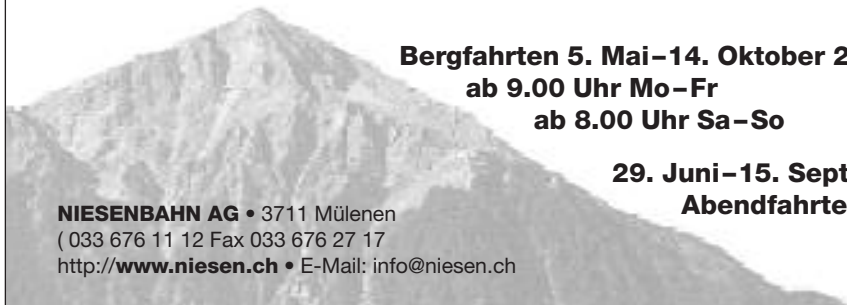 Bergfahrten 5. Mai–14. Oktober 2
ab 9.00 Uhr Mo–Fr
ab 8.00 Uhr Sa–So
29. Juni–15. Sept
Abendfahrte
NIESENBAHN AG • 3711 Mülenen
( 033 676 11 12 Fax 033 676 27 17
http://www.niesen.ch • E-Mail: info@niesen.ch